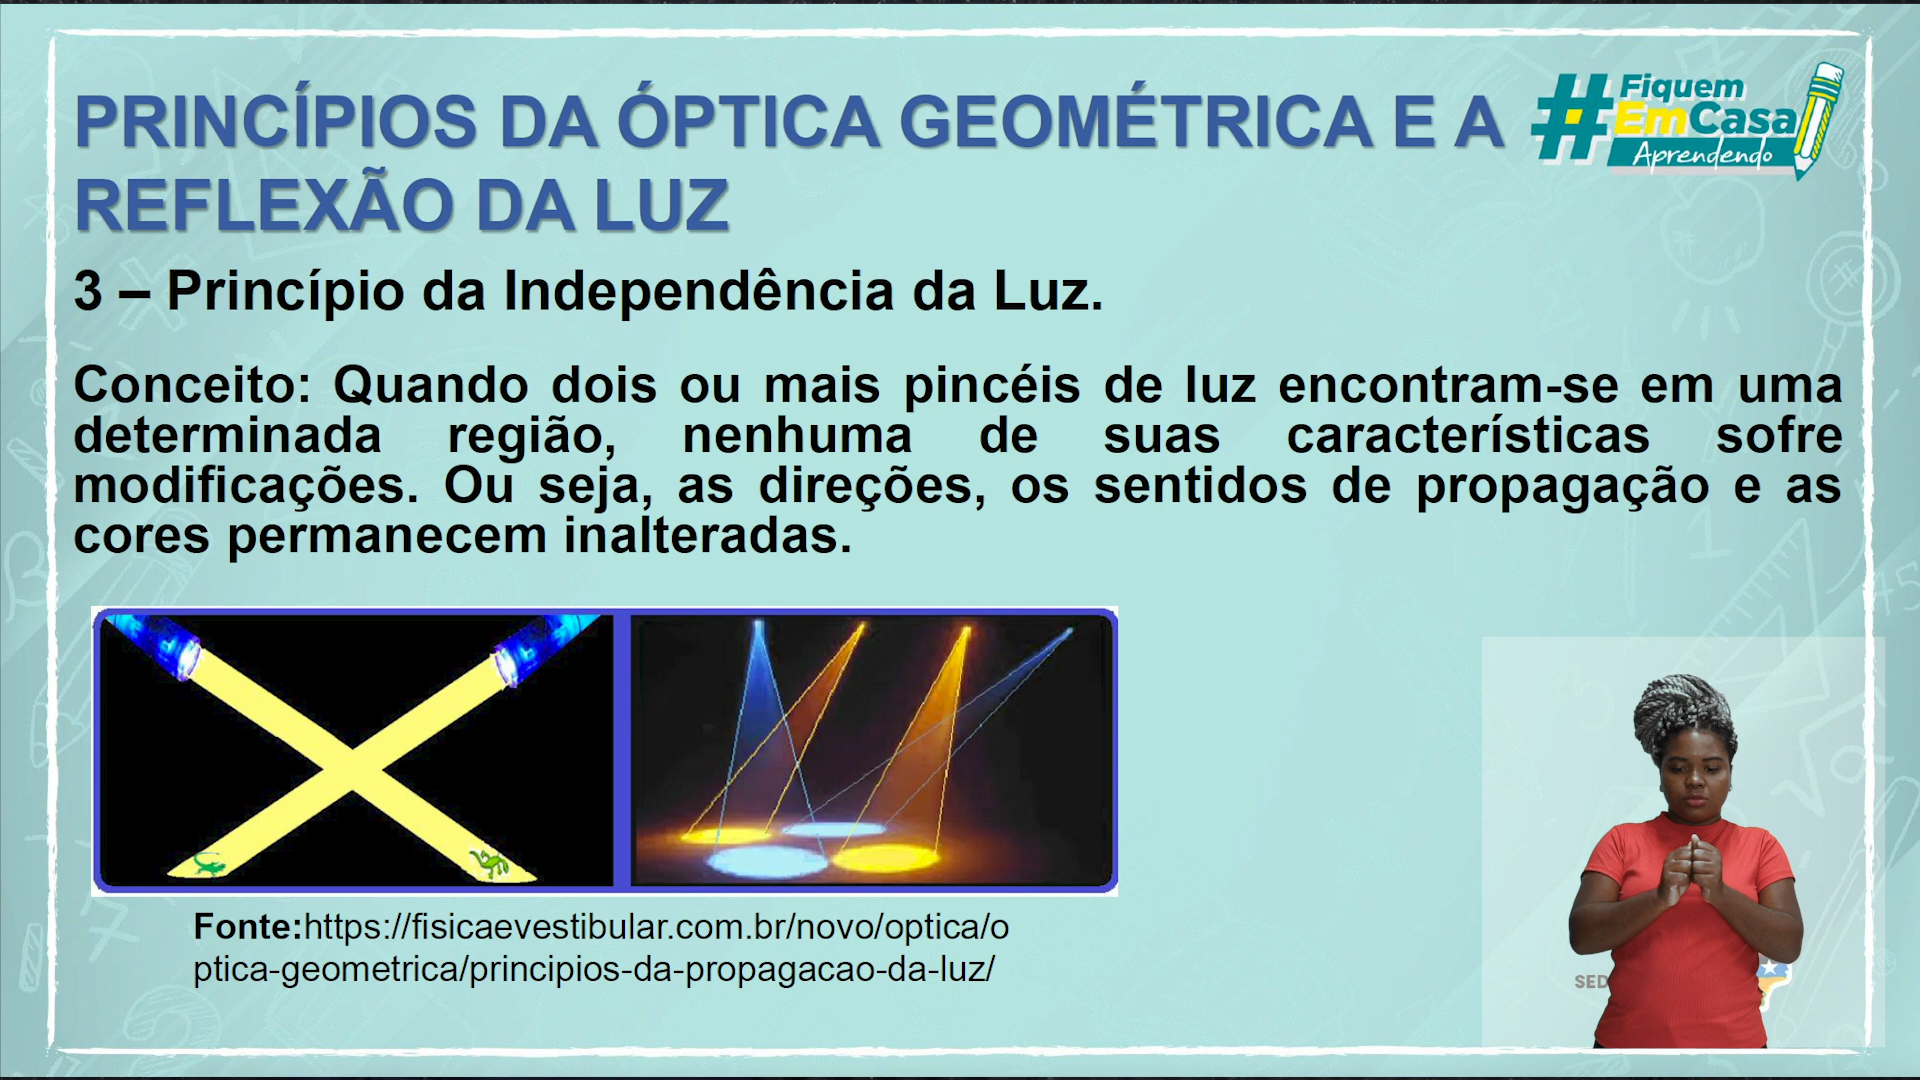 PRINCÍPIOS DA ÓPTICA GEOMÉTRICA E A
REFLEXÃO DA LUZ
#Fiquem
EmCasa
Aprendendo
3 – Princípio da Independência da Luz.
Conceito: Quando dois ou mais pincéis de luz encontram-se em uma
determinada região, nenhuma de suas características sofre
modificações. Ou seja, as direções, os sentidos de propagação e as
cores permanecem inalteradas.
Fonte:https://fisicaevestibular.com.br/novo/optica/o
ptica-geometrica/principios-da-propagacao-da-luz/
SED